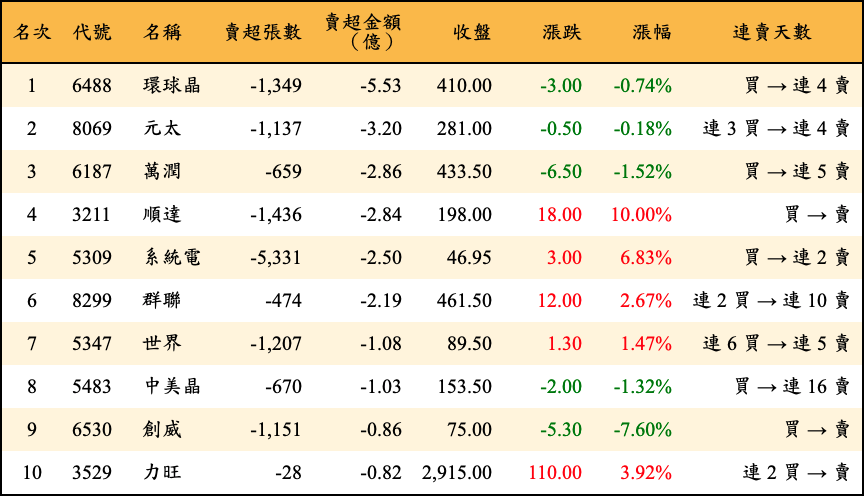 名次 代號 名稱 賣超張數 賣超金額（億） 收盤 漲跌 漲幅 連賣天數
1 6488 環球晶 -1,349 -5.53 410.00 -3.00 -0.74% 買 → 連 4 賣
2 8069 元太 -1,137 -3.20 281.00 -0.50 -0.18% 連 3 買 → 連 4 賣
3 6187 萬潤 -659 -2.86 433.50 -6.50 -1.52% 買 → 連 5 賣
4 3211 順達 -1,436 -2.84 198.00 18.00 10.00% 買 → 賣
5 5309 系統電 -5,331 -2.50 46.95 3.00 6.83% 買 → 連 2 賣
6 8299 群聯 -474 -2.19 461.50 12.00 2.67% 連 2 買 → 連 10 賣
7 5347 世界 -1,207 -1.08 89.50 1.30 1.47% 連 6 買 → 連 5 賣
8 5483 中美晶 -670 -1.03 153.50 -2.00 -1.32% 買 → 連 16 賣
9 6530 創威 -1,151 -0.86 75.00 -5.30 -7.60% 買 → 賣
10 3529 力旺 -28 -0.82 2,915.00 110.00 3.92% 連 2 買 → 賣